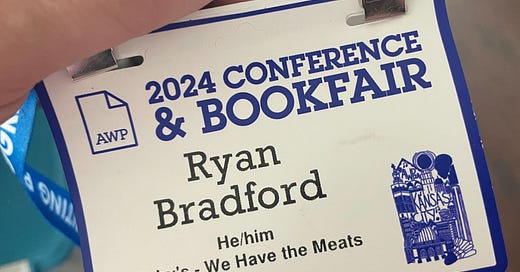 2024 CONFERENCE
& BOOKFAIR
AWP
Ryan
Bradford
He/him
- We Have the Meats
KANSAS
CITY